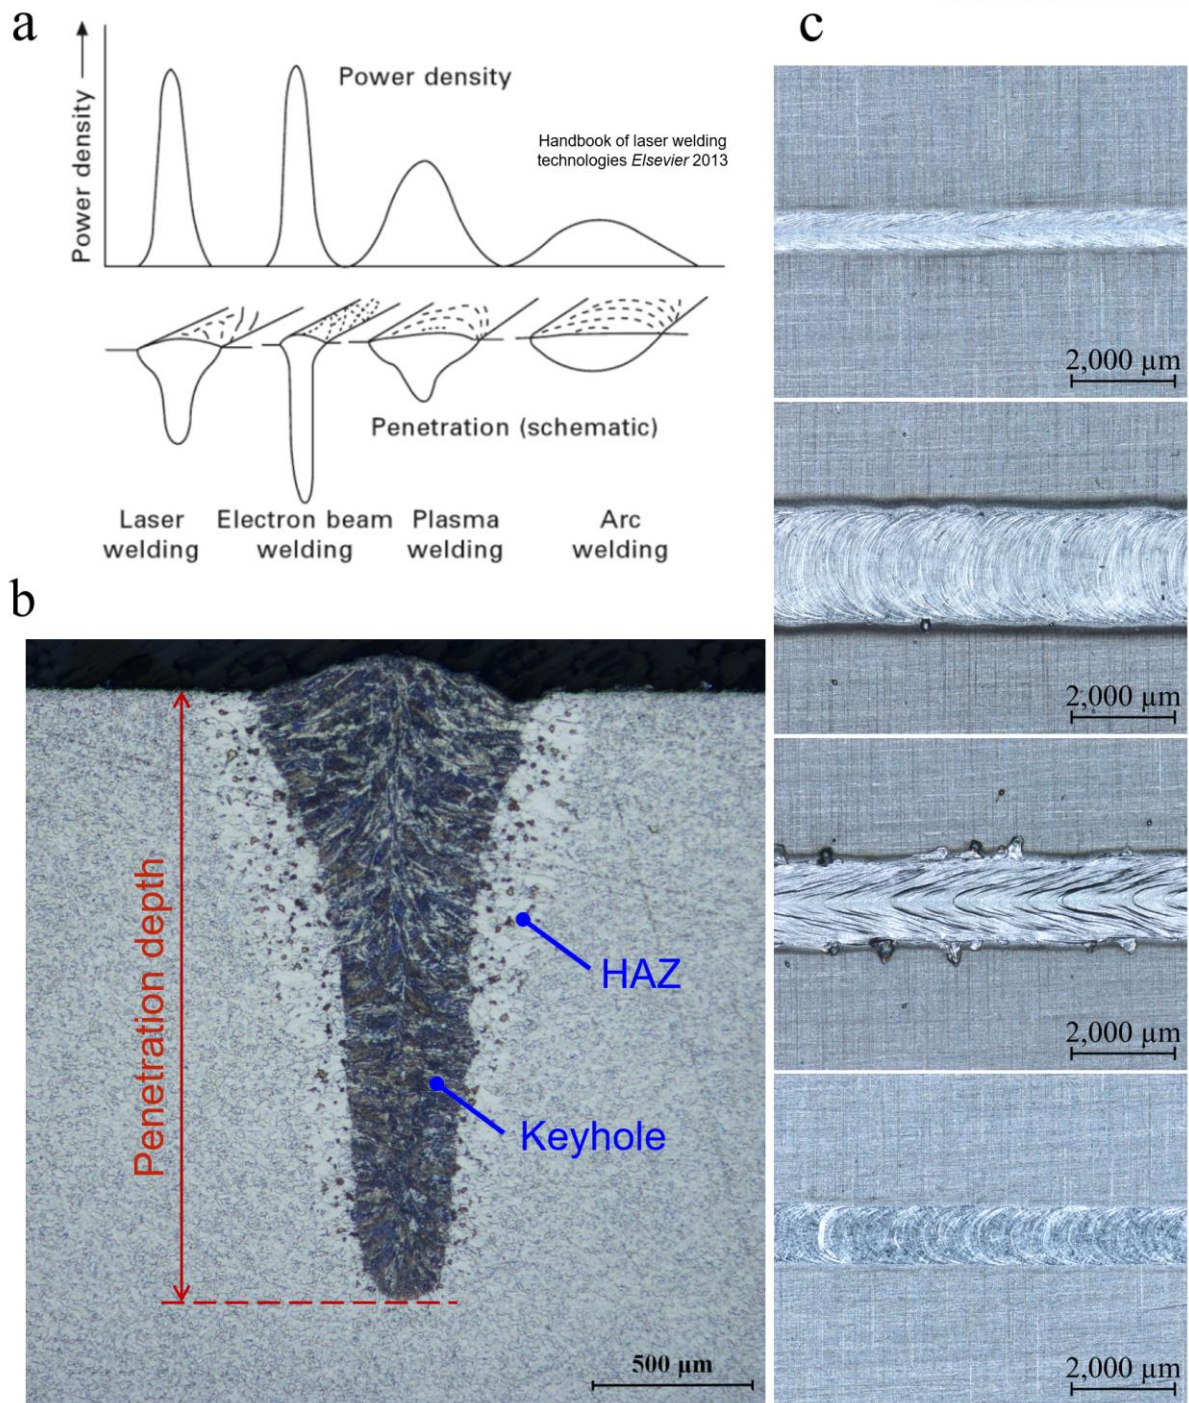 a
Power density
Power density
Handbook of laser welding
technologies Elsevier 2013
Penetration (schematic)
Laser
welding
Electron beam
welding
Plasma
welding
Arc
welding
b
Penetration depth
HAZ
Keyhole
500 µm
c
2,000 µm
2,000 µm
2,000 µm
2,000 µm